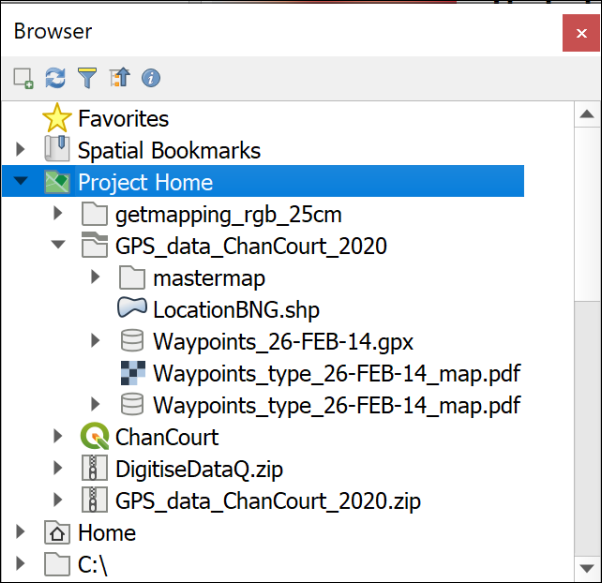 Browser
Favorites
Spatial Bookmarks
Project Home
getmapping_rgb_25cm
GPS_data_ChanCourt_2020
mastermap
LocationBNG.shp
Waypoints_26-FEB-14.gpx
Waypoints_type_26-FEB-14_map.pdf
Waypoints_type_26-FEB-14_map.pdf
ChanCourt
DigitiseDataQ.zip
GPS_data_ChanCourt_2020.zip
Home
C:\